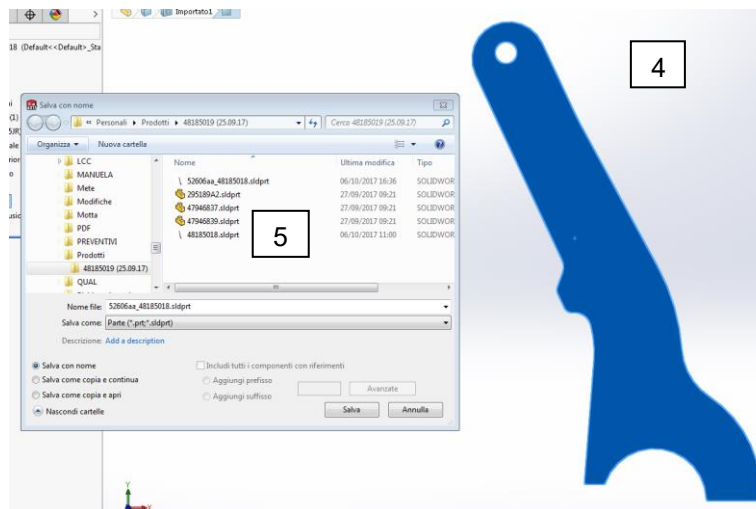 Importato1
18 (Default<<Default>_Sta
4
Salva con nome
Personali Prodotti 48185019 (25.09.17)
Cerca 48185019 (25.09.17)
Organizza Nuova cartella
LCC
MANUELA
Mete
Modifiche
Motta
PDF
PREVENTIVI
Prodotti
48185019 (25.09.17)
QUAL
Nome Ultima modifica Tipo
52606aa_48185018.sldprt 06/10/2017 16:36 SOLIDWOR
295189A2.sldprt 27/09/2017 09:21 SOLIDWOR
47946837.sldprt 27/09/2017 09:21 SOLIDWOR
47946839.sldprt 27/09/2017 09:21 SOLIDWOR
48185018.sldprt 06/10/2017 11:00 SOLIDWOR
5
Nome file: 52606aa_48185018.sldprt
Salva come: Parte (*.prt;*.sldprt)
Descrizione: Add a description
Salva con nome
Salva come copia e continua
Salva come copia e apri
Includi tutti i componenti con riferimenti
Aggiungi prefisso
Aggiungi suffisso
Avanzate
Nascondi cartelle
Salva Annulla
Y
X